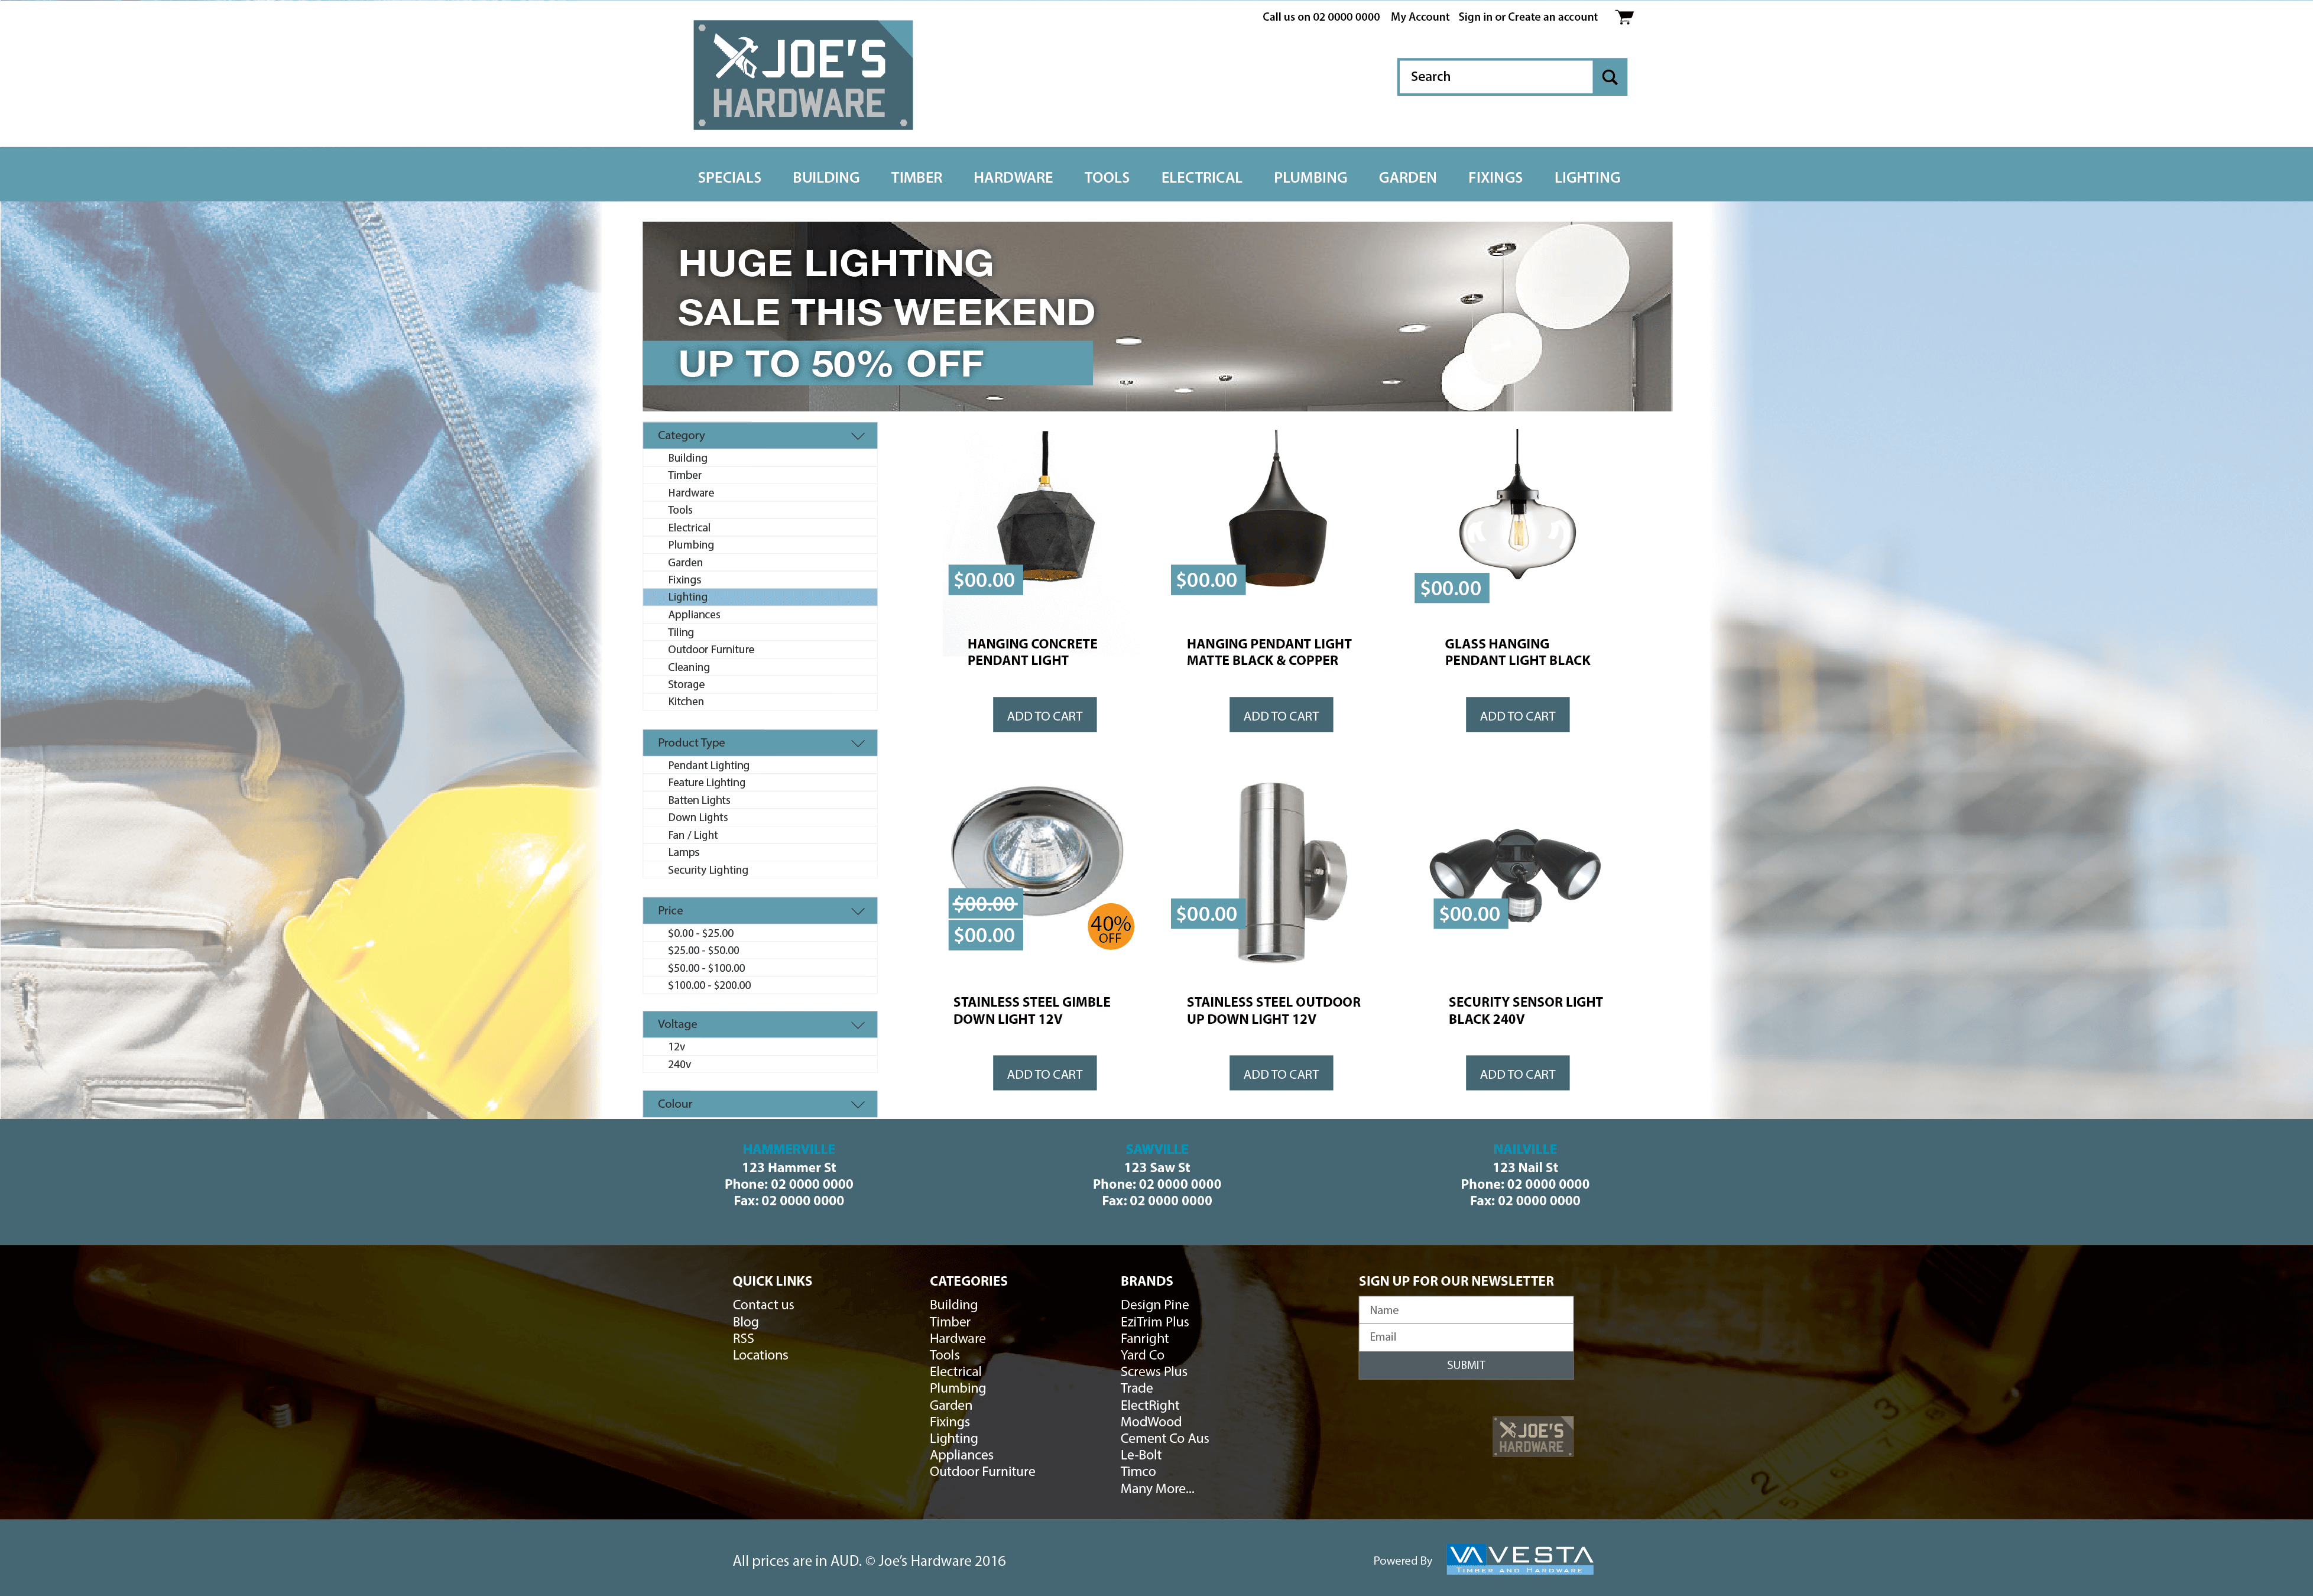 Call us on 02 0000 0000 My Account Sign in or Create an account
JOE'S
HARDWARE
Search
SPECIALS BUILDING TIMBER HARDWARE TOOLS ELECTRICAL PLUMBING GARDEN FIXINGS LIGHTING
HUGE LIGHTING
SALE THIS WEEKEND
UP TO 50% OFF
Category
Building
Timber
Hardware
Tools
Electrical
Plumbing
Garden
Fixings
Lighting
Appliances
Tiling
Outdoor Furniture
Cleaning
Storage
Kitchen
Product Type
Pendant Lighting
Feature Lighting
Batten Lights
Down Lights
Fan / Light
Lamps
Security Lighting
Price
$0.00 - $25.00
$25.00 - $50.00
$50.00 - $100.00
$100.00 - $200.00
Voltage
12v
240v
Colour
$00.00
HANGING CONCRETE
PENDANT LIGHT
ADD TO CART
$00.00
HANGING PENDANT LIGHT
MATTE BLACK & COPPER
ADD TO CART
$00.00
GLASS HANGING
PENDANT LIGHT BLACK
ADD TO CART
$00.00
$00.00
40%
OFF
STAINLESS STEEL GIMBLE
DOWN LIGHT 12V
ADD TO CART
$00.00
STAINLESS STEEL OUTDOOR
UP DOWN LIGHT 12V
ADD TO CART
$00.00
SECURITY SENSOR LIGHT
BLACK 240V
ADD TO CART
HAMMERVILLE
123 Hammer St
Phone: 02 0000 0000
Fax: 02 0000 0000
SAWVILLE
123 Saw St
Phone: 02 0000 0000
Fax: 02 0000 0000
NAILVILLE
123 Nail St
Phone: 02 0000 0000
Fax: 02 0000 0000
QUICK LINKS
Contact us
Blog
RSS
Locations
CATEGORIES
Building
Timber
Hardware
Tools
Electrical
Plumbing
Garden
Fixings
Lighting
Appliances
Outdoor Furniture
BRANDS
Design Pine
EziTrim Plus
Fanright
Yard Co
Screws Plus
Trade
ElectRight
ModWood
Cement Co Aus
Le-Bolt
Timco
Many More...
SIGN UP FOR OUR NEWSLETTER
Name
Email
SUBMIT
JOE'S
HARDWARE
2
All prices are in AUD. © Joe's Hardware 2016
Powered By
VA VESTA
TIMBER AND HARDWARE